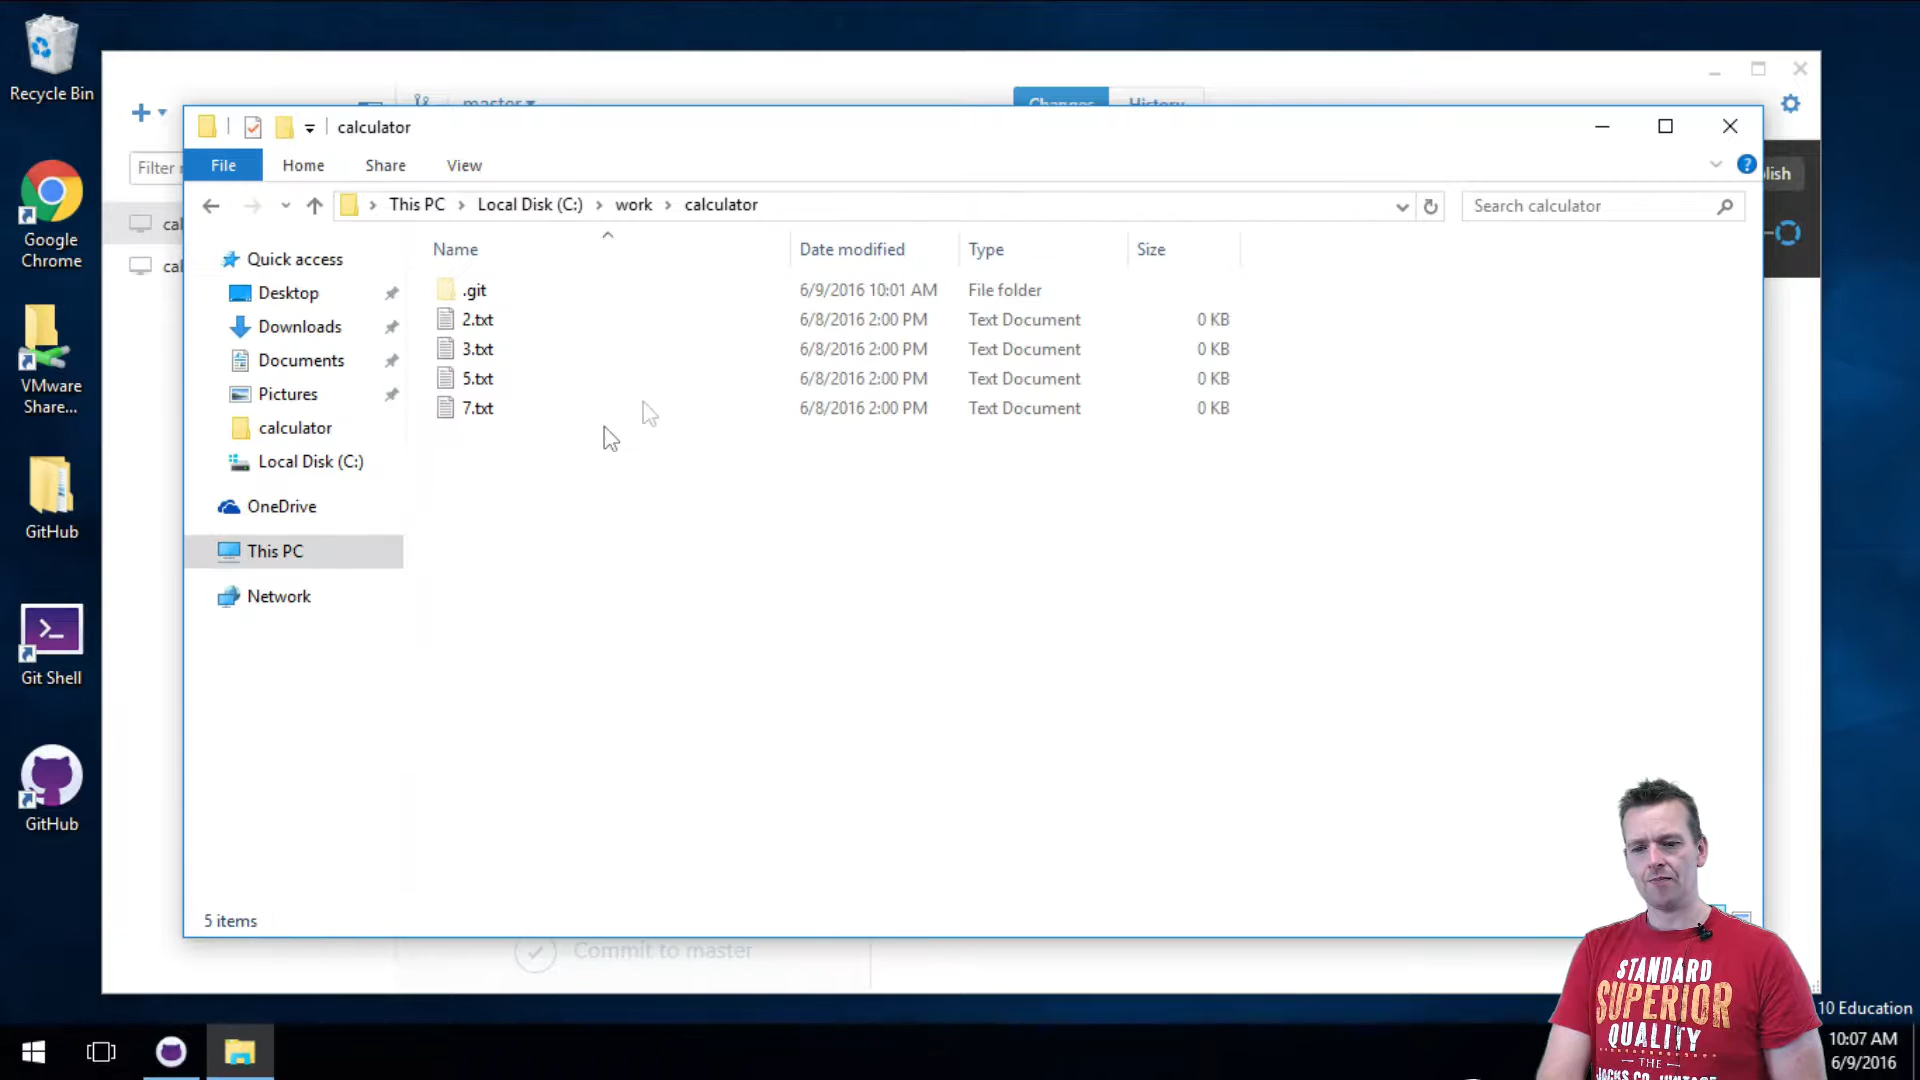 Recycle Bin
Google
Chrome
VMware
Share...
GitHub
Git Shell
GitHub
master
Changes
History
Filter
cal
cal
lish
calculator
File
Home
Share
View
This PC
Local Disk (C:)
work
calculator
Search calculator
Name
Date modified
Type
Size
.git 6/9/2016 10:01 AM File folder
2.txt 6/8/2016 2:00 PM Text Document 0 KB
3.txt 6/8/2016 2:00 PM Text Document 0 KB
5.txt 6/8/2016 2:00 PM Text Document 0 KB
7.txt 6/8/2016 2:00 PM Text Document 0 KB
Quick access
Desktop
Downloads
Documents
Pictures
calculator
Local Disk (C:)
OneDrive
This PC
Network
5 items
Commit to master
10 Education
10:07 AM
6/9/2016
STANDARD
SUPERIOR
QUALITY
THE